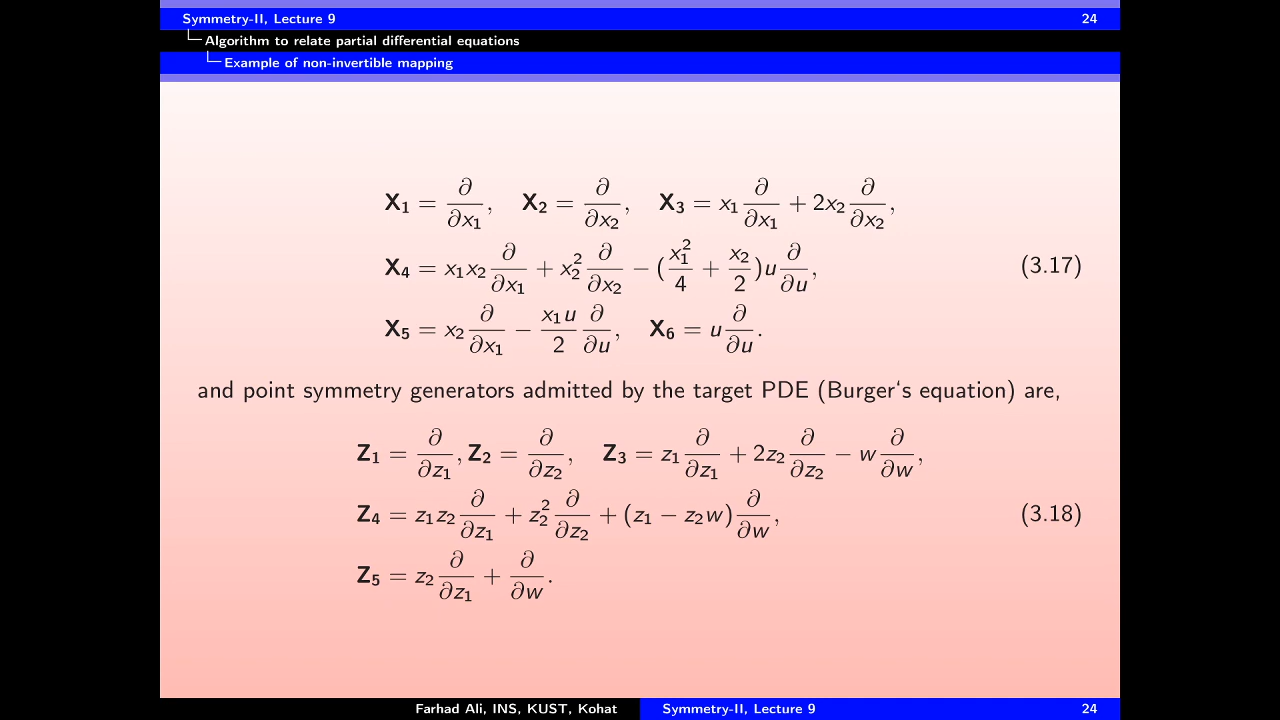 Symmetry-II, Lecture 9 24
Algorithm to relate partial differential equations
Example of non-invertible mapping
X₁ = ∂/∂x₁, X₂ = ∂/∂x₂, X₃ = x₁ ∂/∂x₁ + 2x₂ ∂/∂x₂,
X₄ = x₁x₂ ∂/∂x₁ + x₂² ∂/∂x₂ − (x₁²/4 + x₂/2)u ∂/∂u, (3.17)
X₅ = x₂ ∂/∂x₁ − x₁u/2 ∂/∂u, X₆ = u ∂/∂u.
and point symmetry generators admitted by the target PDE (Burger‘s equation) are,
Z₁ = ∂/∂z₁, Z₂ = ∂/∂z₂, Z₃ = z₁ ∂/∂z₁ + 2z₂ ∂/∂z₂ − w ∂/∂w,
Z₄ = z₁z₂ ∂/∂z₁ + z₂² ∂/∂z₂ + (z₁ − z₂w) ∂/∂w, (3.18)
Z₅ = z₂ ∂/∂z₁ + ∂/∂w.
Farhad Ali, INS, KUST, Kohat Symmetry-II, Lecture 9 24